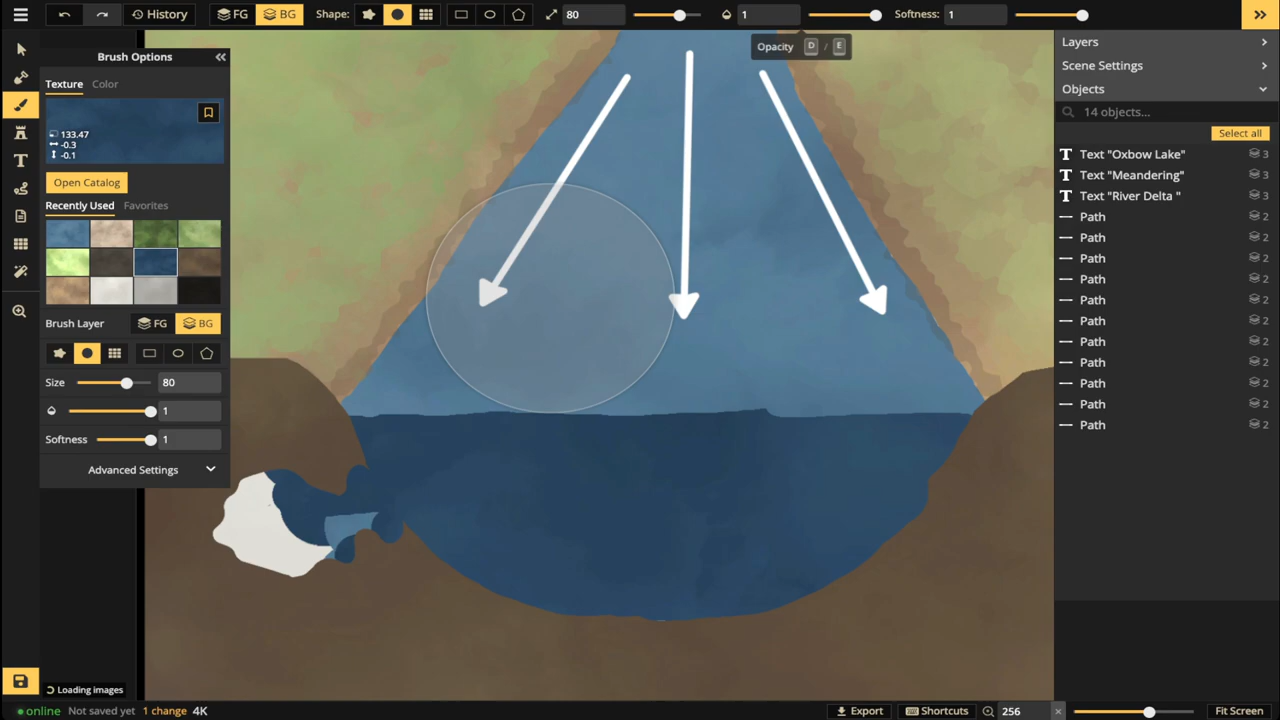 History
FG
BG
Shape:
80
1
Softness:
1
Opacity D / E
Brush Options
Texture
Color
133.47
-0.3
-0.1
Open Catalog
Recently Used
Favorites
Brush Layer
FG
BG
Size
80
1
Softness
1
Advanced Settings
Loading images
Layers
Scene Settings
Objects
14 objects...
Select all
T Text "Oxbow Lake" 3
T Text "Meandering" 3
T Text "River Delta " 3
Path 2
Path 2
Path 2
Path 2
Path 2
Path 2
Path 2
Path 2
Path 2
Path 2
Path 2
online
Not saved yet
1 change
4K
Export
Shortcuts
256
Fit Screen